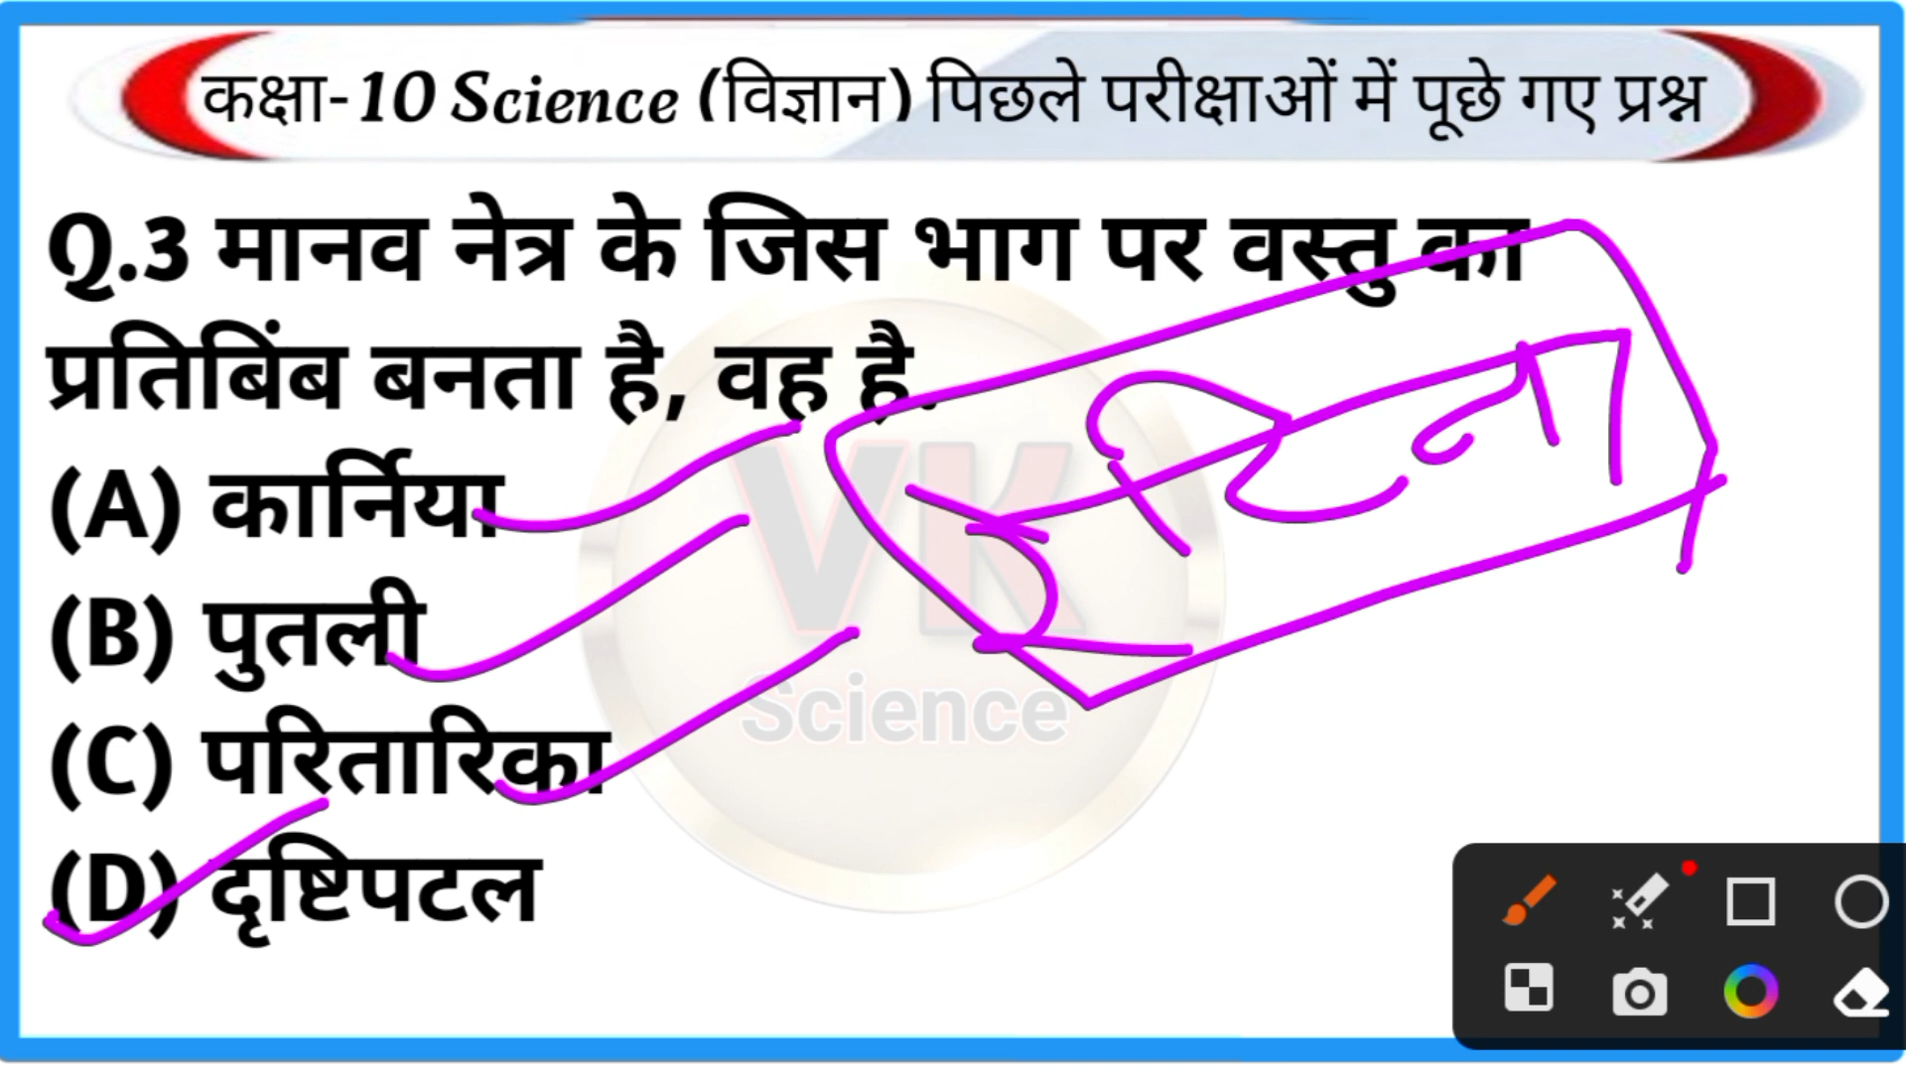 कक्षा-10 Science (विज्ञान) पिछले परीक्षाओं में पूछे गए प्रश्न
Q.3 मानव नेत्र के जिस भाग पर वस्तु का
प्रतिबिंब बनता है, वह है.
(A) कार्निया
(B) पुतली
(C) परितारिका
(D) दृष्टिपटल
VK
Science